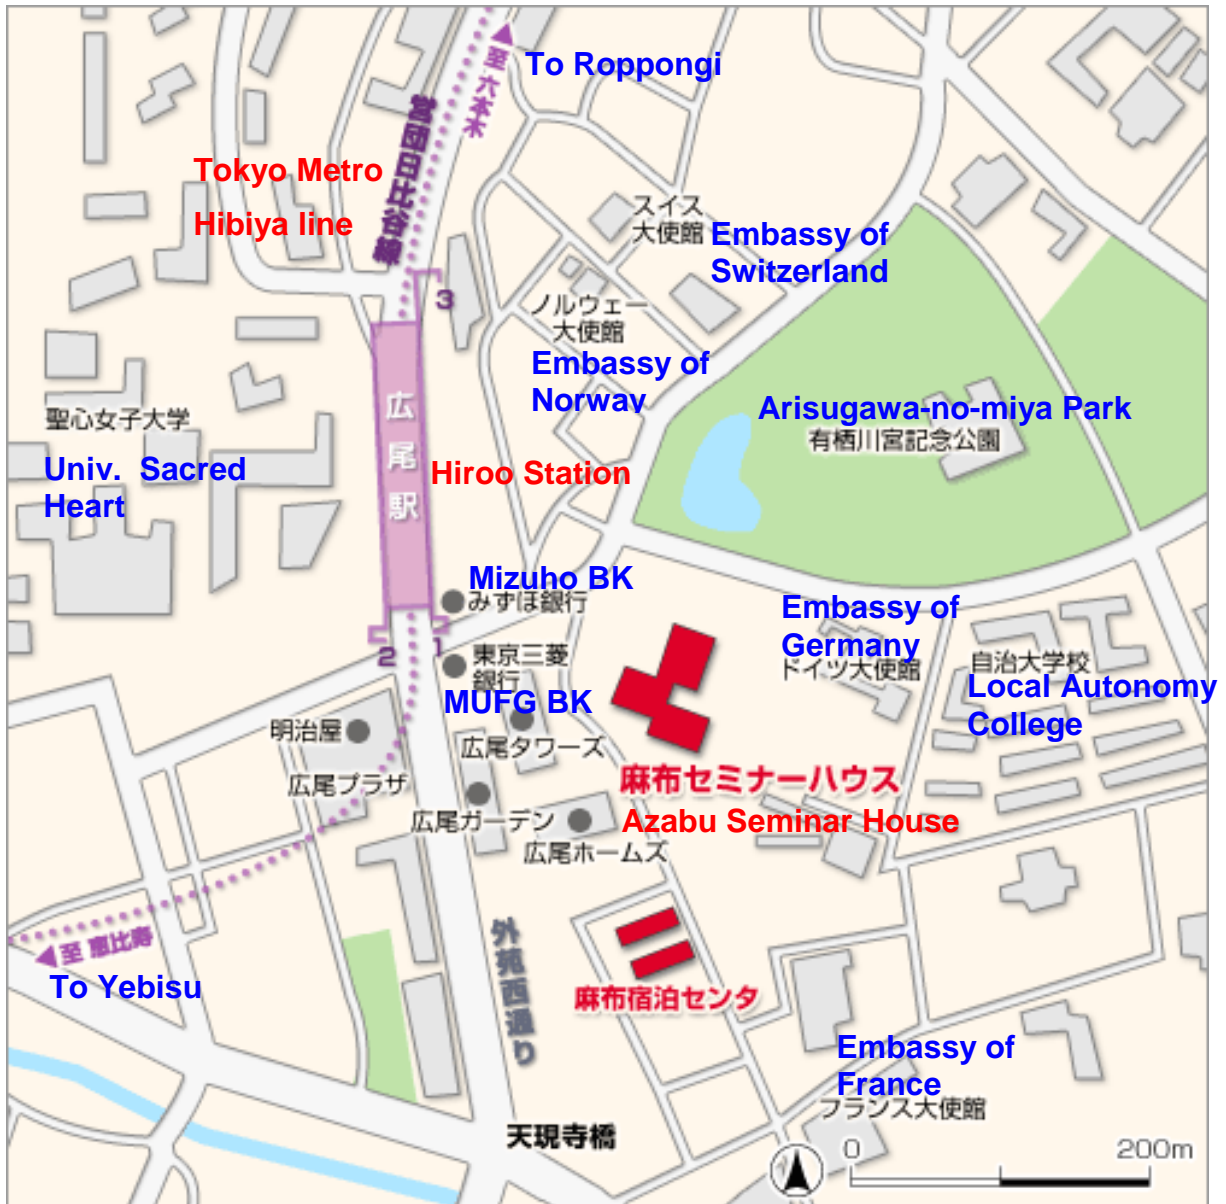 To Roppongi
至 六本木
営団日比谷線
Tokyo Metro
Hibiya line
スイス
大使館
Embassy of
Switzerland
3
ノルウェー
大使館
Embassy of
Norway
Arisugawa-no-miya Park
有栖川宮記念公園
聖心女子大学
Univ. Sacred
Heart
広尾駅
Hiroo Station
Mizuho BK
みずほ銀行
Embassy of
Germany
ドイツ大使館
2
1
東京三菱
銀行
MUFG BK
自治大学校
Local Autonomy
College
明治屋
広尾タワーズ
広尾プラザ
麻布セミナーハウス
Azabu Seminar House
広尾ガーデン
広尾ホームズ
外苑西通り
至 恵比寿
To Yebisu
麻布宿泊センタ
Embassy of
France
フランス大使館
天現寺橋
0
200m